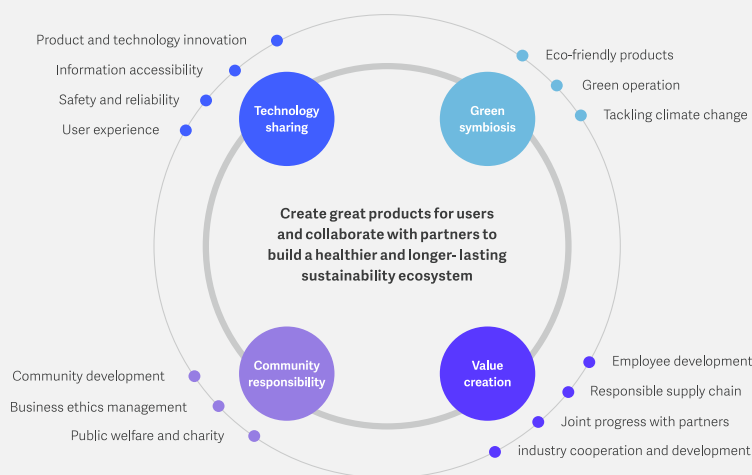 Product and technology innovation
Information accessibility
Safety and reliability
User experience
Technology
sharing
Eco-friendly products
Green operation
Tackling climate change
Green
symbiosis
Create great products for users
and collaborate with partners to
build a healthier and longer- lasting
sustainability ecosystem
Community
responsibility
Community development
Business ethics management
Public welfare and charity
Value
creation
Employee development
Responsible supply chain
Joint progress with partners
industry cooperation and development